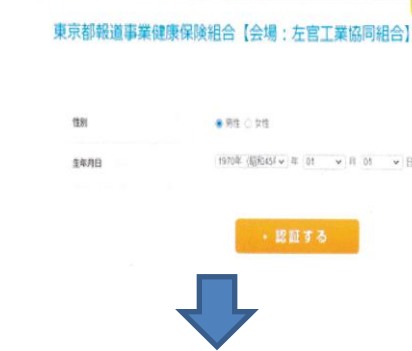 東京都報道事業健康保険組合【会場：左官工業協同組合】
性別 男性 女性
生年月日 1970年 (昭和45 年 01 月 01 日
・認証する